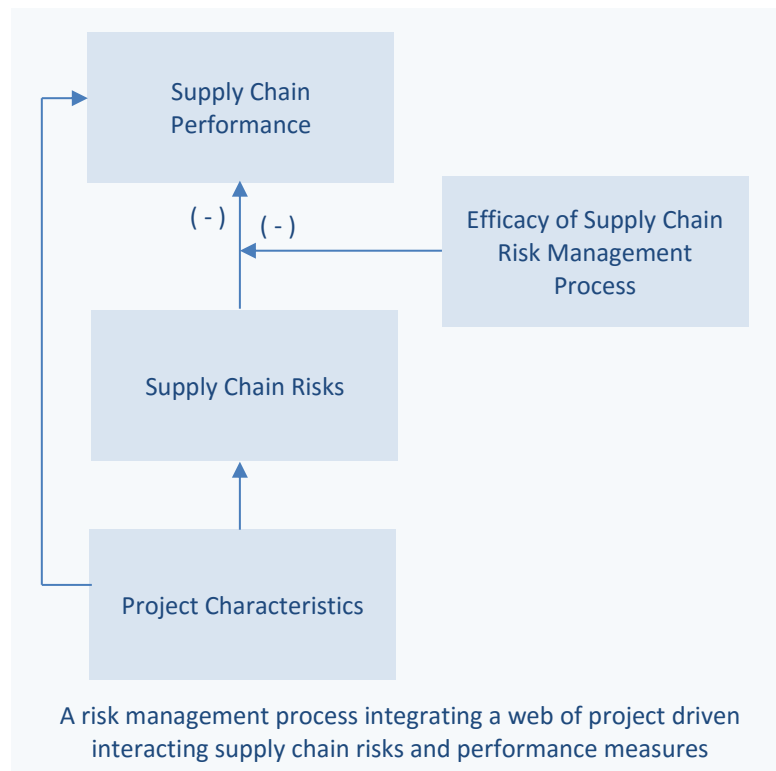 Supply Chain
Performance
( - )
( - )
Efficacy of Supply Chain
Risk Management
Process
Supply Chain Risks
Project Characteristics
A risk management process integrating a web of project driven
interacting supply chain risks and performance measures